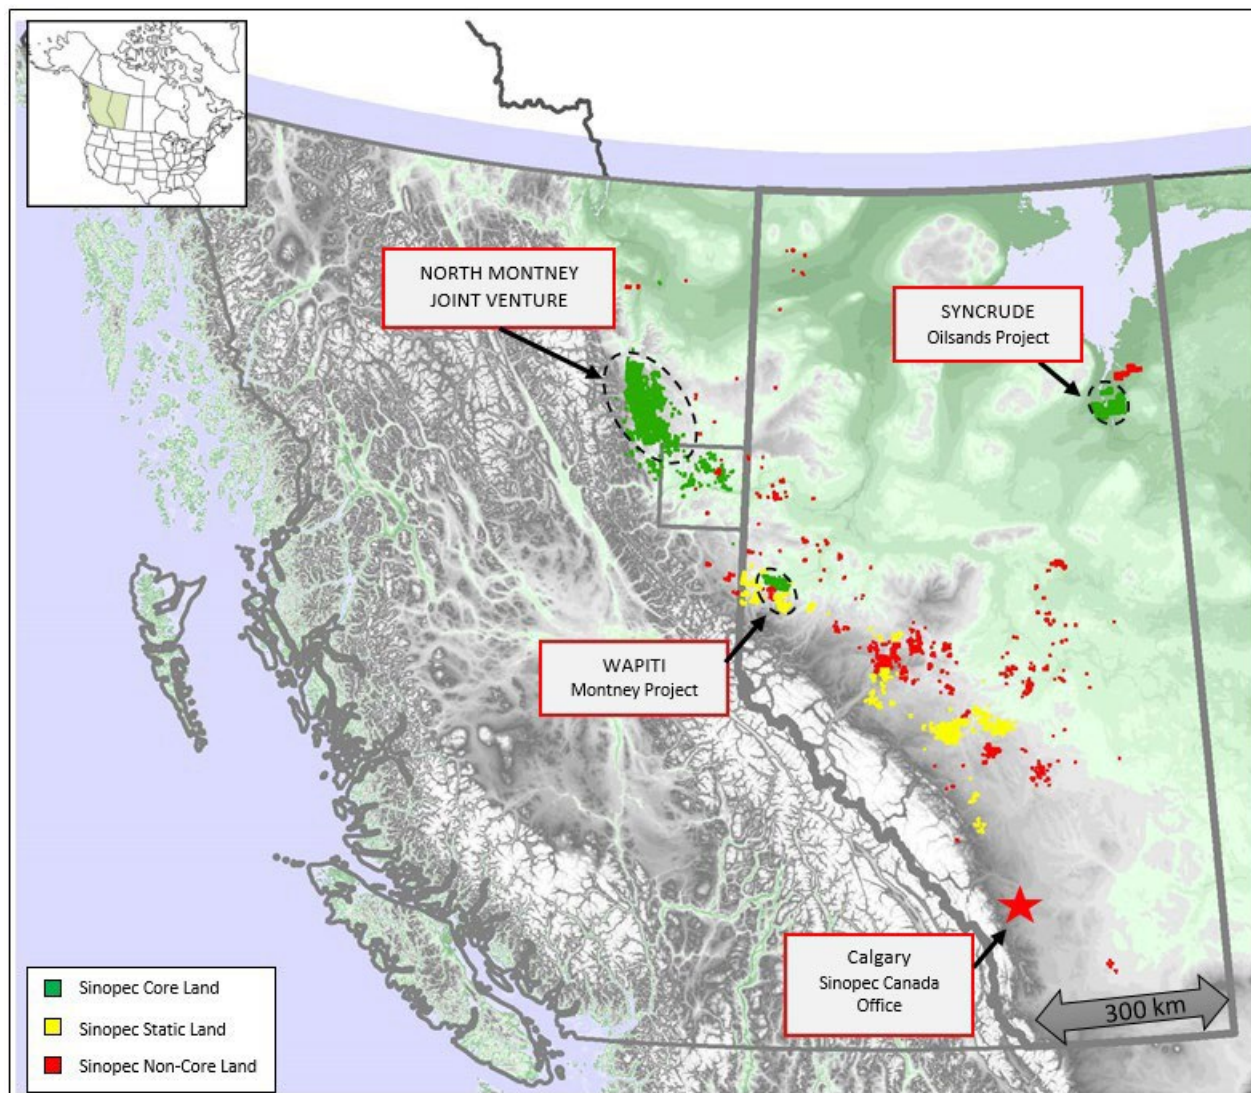 NORTH MONTNEY
JOINT VENTURE
SYNCRUDE
Oilsands Project
WAPITI
Montney Project
Calgary
Sinopec Canada
Office
300 km
Sinopec Core Land
Sinopec Static Land
Sinopec Non-Core Land